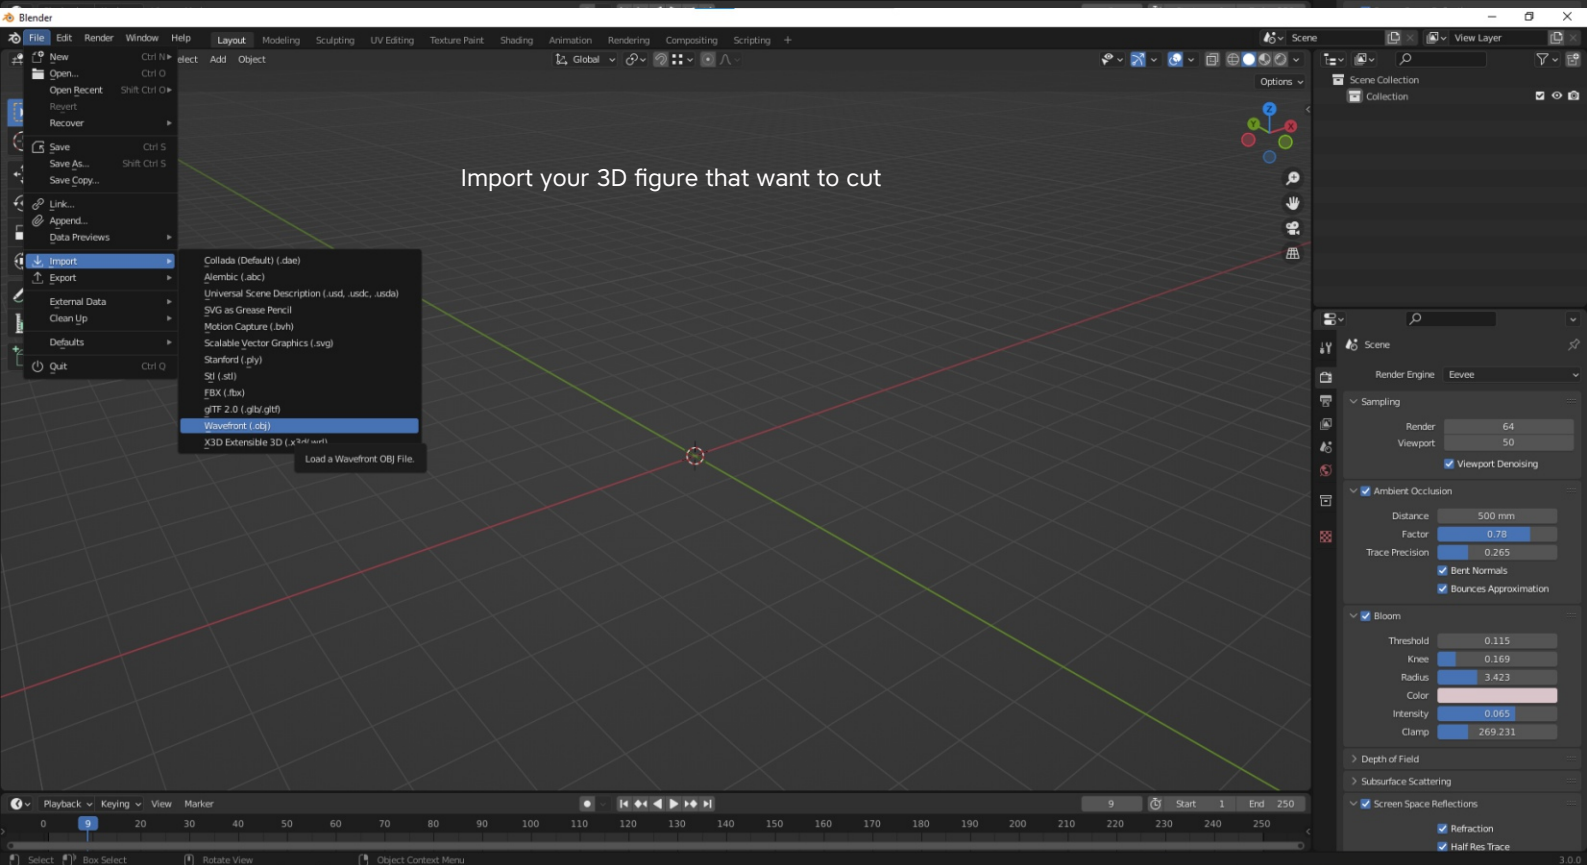 Blender
File Edit Render Window Help Layout Modeling Sculpting UV Editing Texture Paint Shading Animation Rendering Compositing Scripting + Scene View Layer
New Ctrl N
elect Add Object Global
Open... Ctrl O
Open Recent Shift Ctrl O
Revert
Recover
Save Ctrl S
Save As... Shift Ctrl S
Save Copy...
Link...
Append...
Data Previews
Import
Export
External Data
Clean Up
Defaults
Quit Ctrl Q
Collada (Default) (.dae)
Alembic (.abc)
Universal Scene Description (.usd, .usdc, .usda)
SVG as Grease Pencil
Motion Capture (.bvh)
Scalable Vector Graphics (.svg)
Stanford (.ply)
Stl (.stl)
FBX (.fbx)
glTF 2.0 (.glb/.gltf)
Wavefront (.obj)
X3D Extensible 3D (.x3d/.wrl)
Load a Wavefront OBJ File.
Import your 3D figure that want to cut
Options
Z
Y
X
Scene Collection
Collection
Scene
Render Engine Eevee
Sampling
Render 64
Viewport 50
Viewport Denoising
Ambient Occlusion
Distance 500 mm
Factor 0.78
Trace Precision 0.265
Bent Normals
Bounces Approximation
Bloom
Threshold 0.115
Knee 0.169
Radius 3.423
Color
Intensity 0.065
Clamp 269.231
Depth of Field
Subsurface Scattering
Screen Space Reflections
Refraction
Half Res Trace
Playback Keying View Marker 9 Start 1 End 250
0 9 20 30 40 50 60 70 80 90 100 110 120 130 140 150 160 170 180 190 200 210 220 230 240 250
Select Box Select Rotate View Object Context Menu 3.0.0